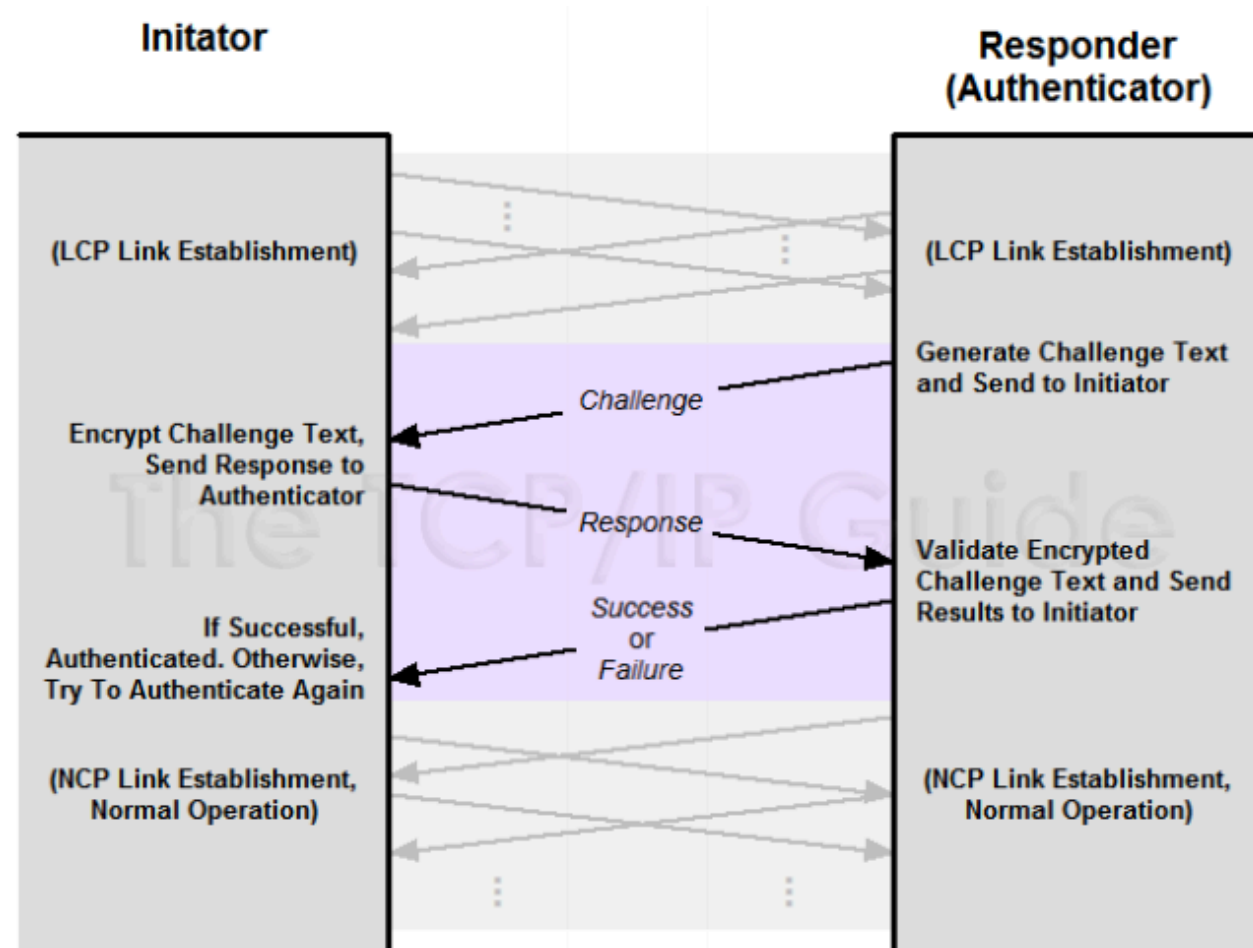 Initator
Responder
(Authenticator)
(LCP Link Establishment)
(LCP Link Establishment)
Generate Challenge Text
and Send to Initiator
Challenge
Encrypt Challenge Text,
Send Response to
Authenticator
The TCP/IP Guide
Response
Validate Encrypted
Challenge Text and Send
Results to Initiator
Success
or
Failure
If Successful,
Authenticated. Otherwise,
Try To Authenticate Again
(NCP Link Establishment,
Normal Operation)
(NCP Link Establishment,
Normal Operation)